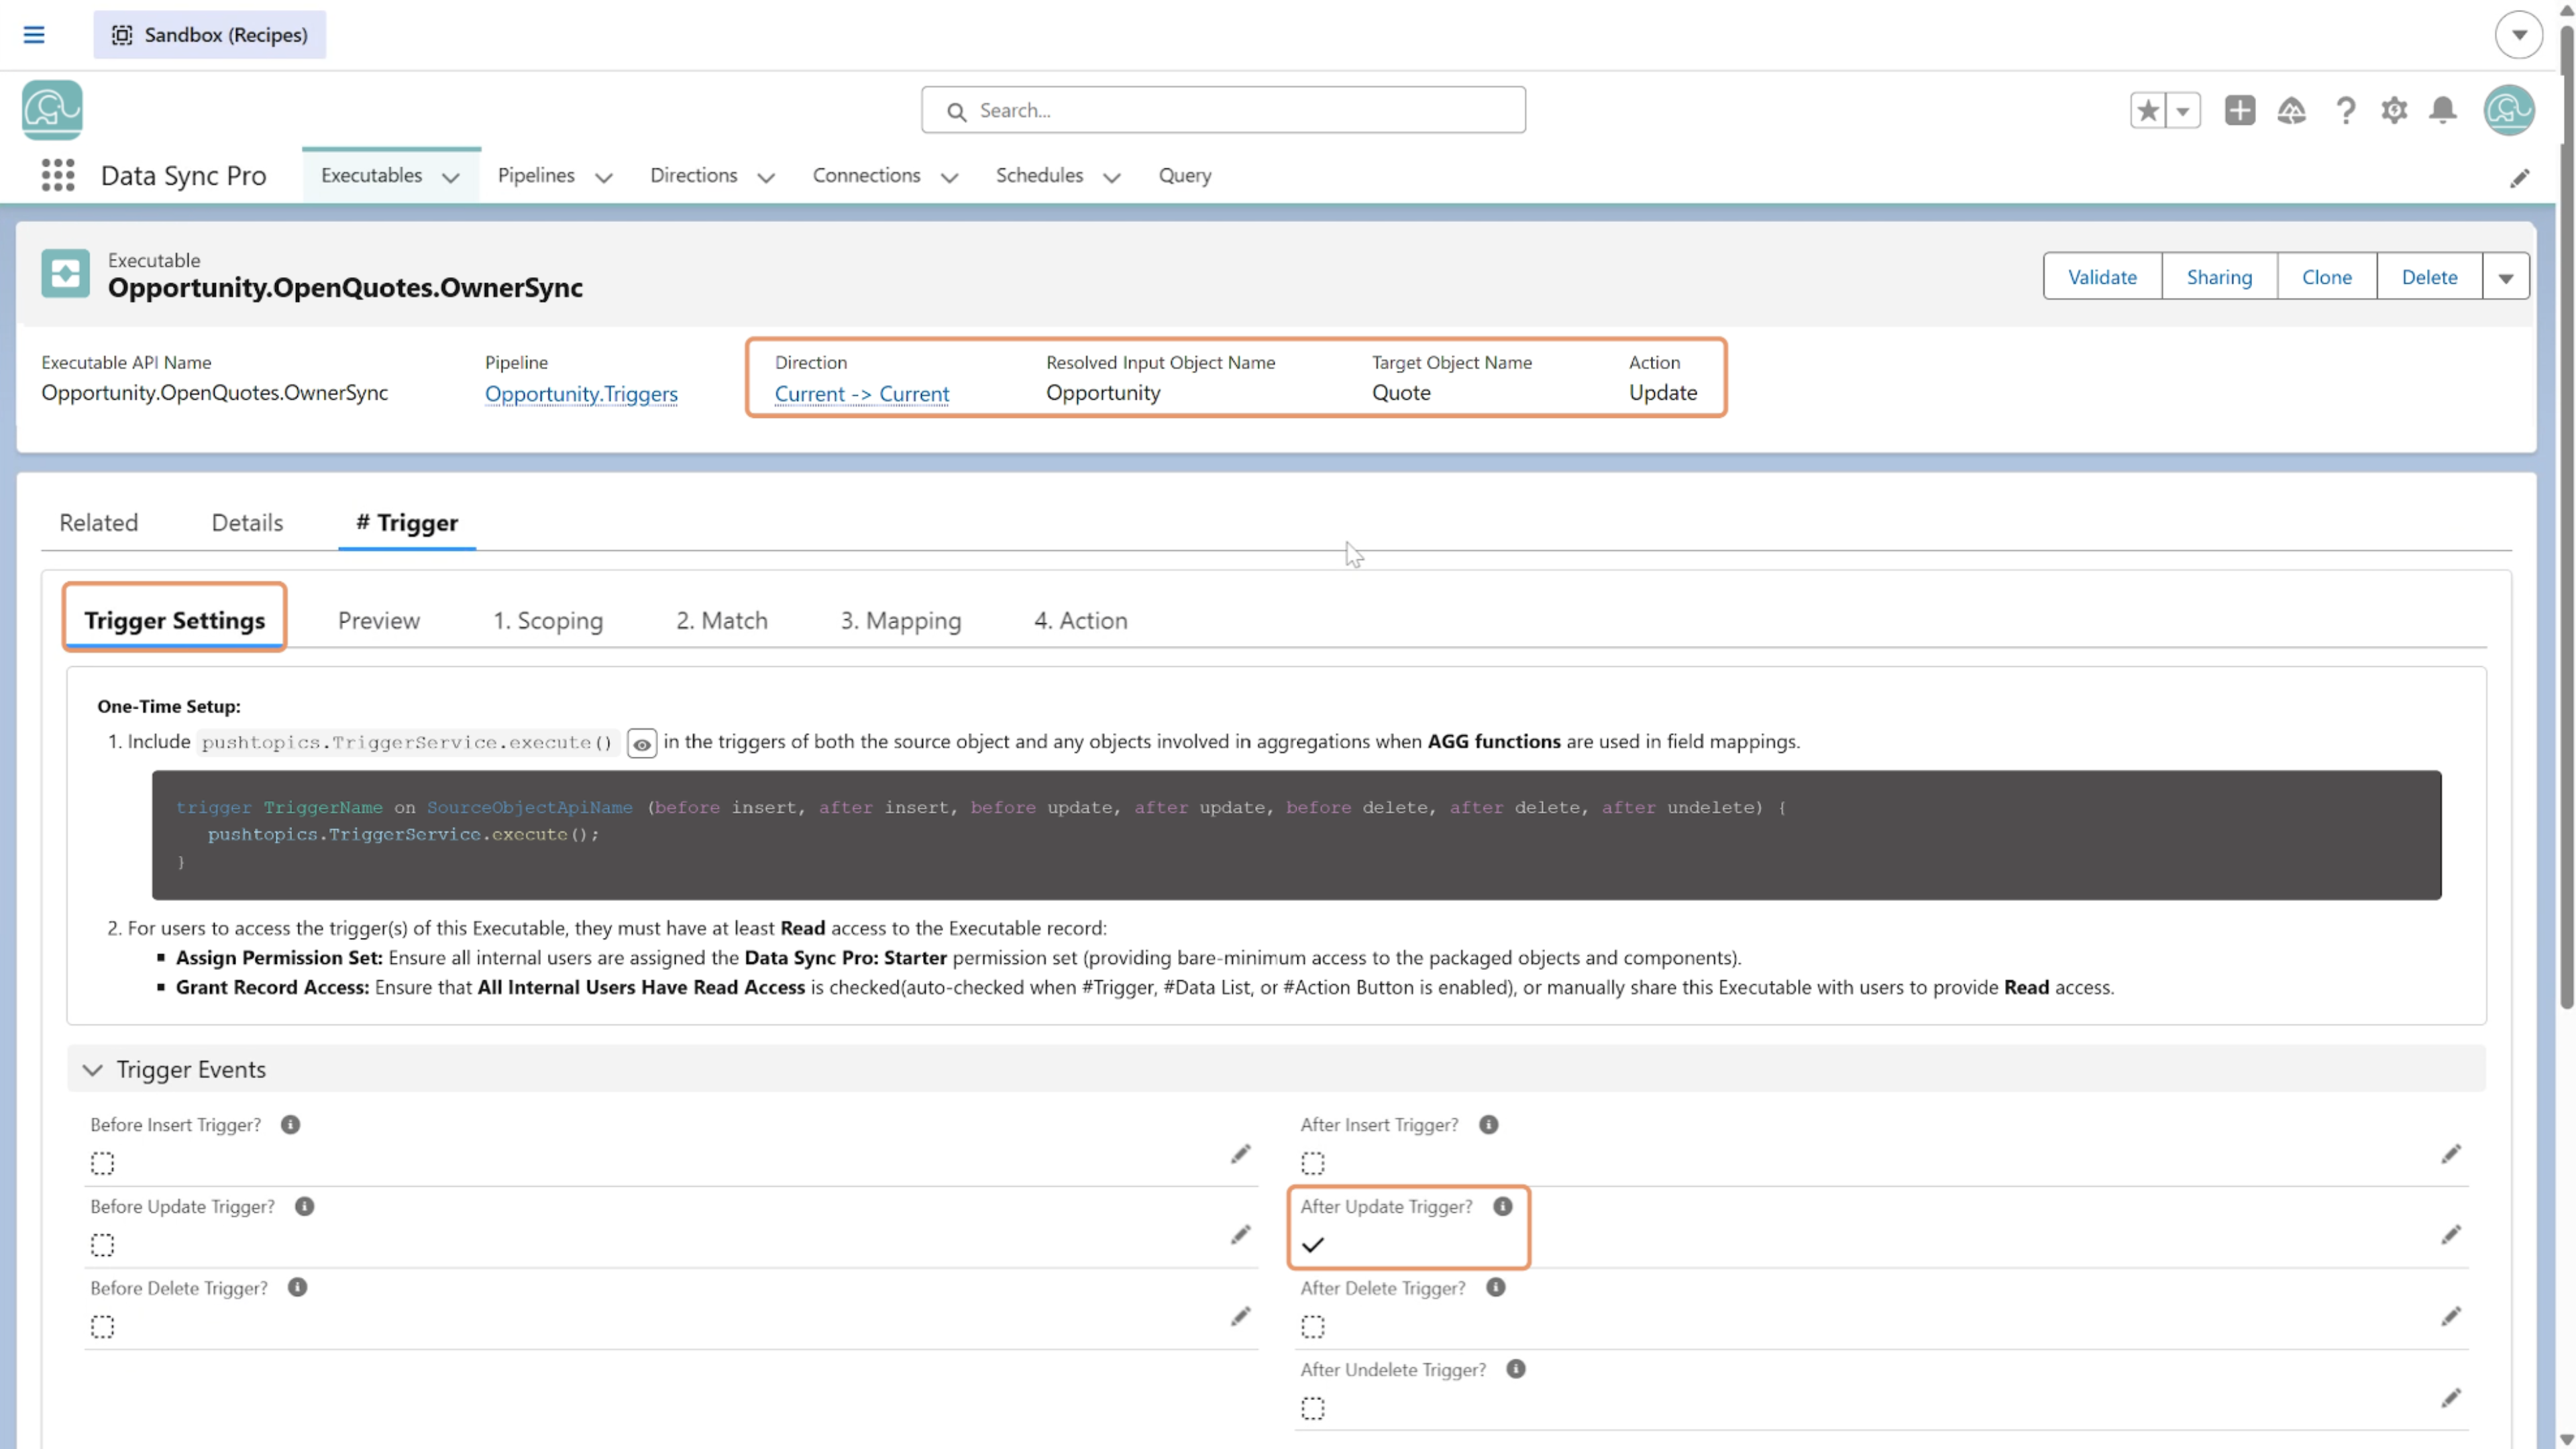 Sandbox (Recipes)
Search...
Data Sync Pro
Executables
Pipelines
Directions
Connections
Schedules
Query
Executable
Opportunity.OpenQuotes.OwnerSync
Validate
Sharing
Clone
Delete
Executable API Name
Opportunity.OpenQuotes.OwnerSync
Pipeline
Opportunity.Triggers
Direction
Current -> Current
Resolved Input Object Name
Opportunity
Target Object Name
Quote
Action
Update
Related
Details
# Trigger
Trigger Settings
Preview
1. Scoping
2. Match
3. Mapping
4. Action
One-Time Setup:
1. Include pushtopics.TriggerService.execute() in the triggers of both the source object and any objects involved in aggregations when AGG functions are used in field mappings.
trigger TriggerName on SourceObjectApiName (before insert, after insert, before update, after update, before delete, after delete, after undelete) {
pushtopics.TriggerService.execute();
}
2. For users to access the trigger(s) of this Executable, they must have at least Read access to the Executable record:
▪ Assign Permission Set: Ensure all internal users are assigned the Data Sync Pro: Starter permission set (providing bare-minimum access to the packaged objects and components).
▪ Grant Record Access: Ensure that All Internal Users Have Read Access is checked(auto-checked when #Trigger, #Data List, or #Action Button is enabled), or manually share this Executable with users to provide Read access.
Trigger Events
Before Insert Trigger?
After Insert Trigger?
Before Update Trigger?
After Update Trigger?
Before Delete Trigger?
After Delete Trigger?
After Undelete Trigger?